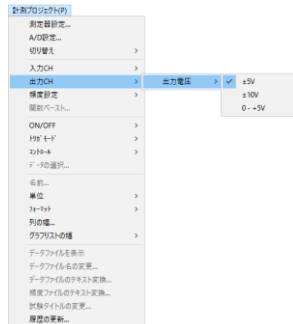 計測プロジェクト(P)
測定器設定...
A/D設定...
切り替え
入力CH
出力CH
出力電圧
±5V
±10V
0 - +5V
頻度設定
関数ペースト...
ON/OFF
ﾄﾘｶﾞ ﾓｰﾄﾞ
ｺﾝﾄﾛｰﾙ
ﾃﾞｰﾀの選択...
名前...
単位
ﾌｫｰﾏｯﾄ
列の幅...
グラフリストの幅
データファイルを表示
データファイル名の変更...
データファイルのテキスト変換...
頻度ファイルのテキスト変換...
試験タイトルの変更...
履歴の更新...